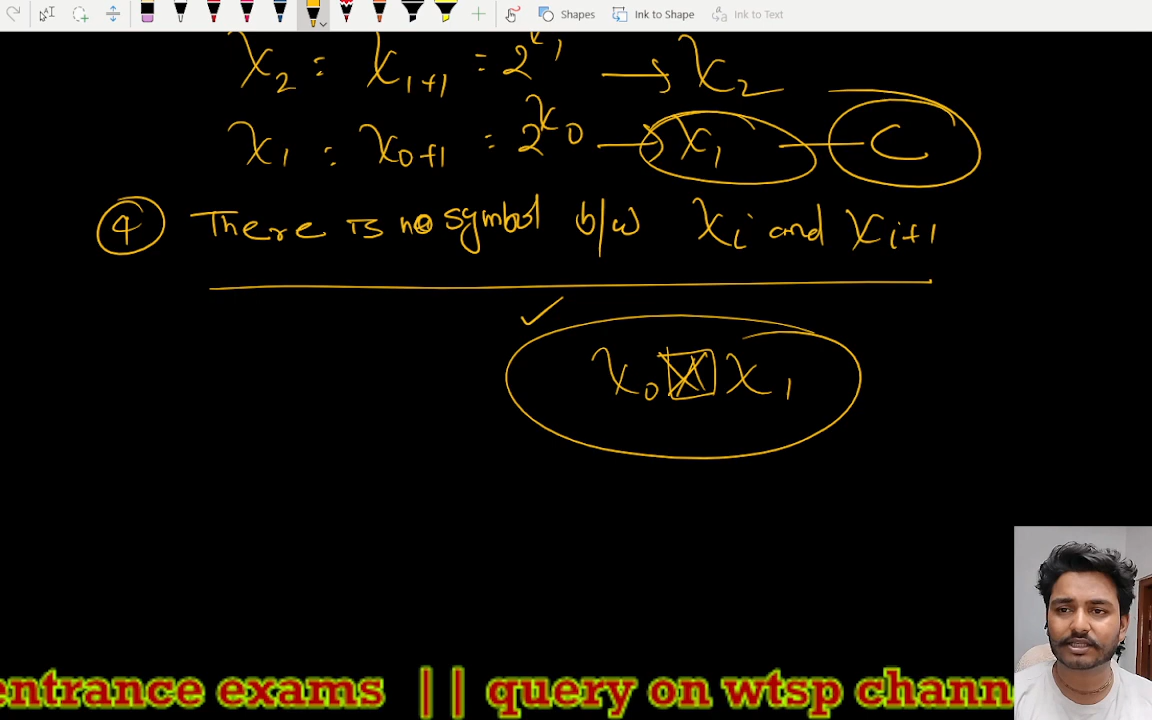 Shapes Ink to Shape Ink to Text
X₂ : X₁₊₁ : 2^X₁ → X₂
X₁ : X₀₊₁ : 2^X₀ → X₁ — C
④ There is no symbol b/w Xᵢ and Xᵢ₊₁
X₀ X₁
entrance exams || query on wtsp chann